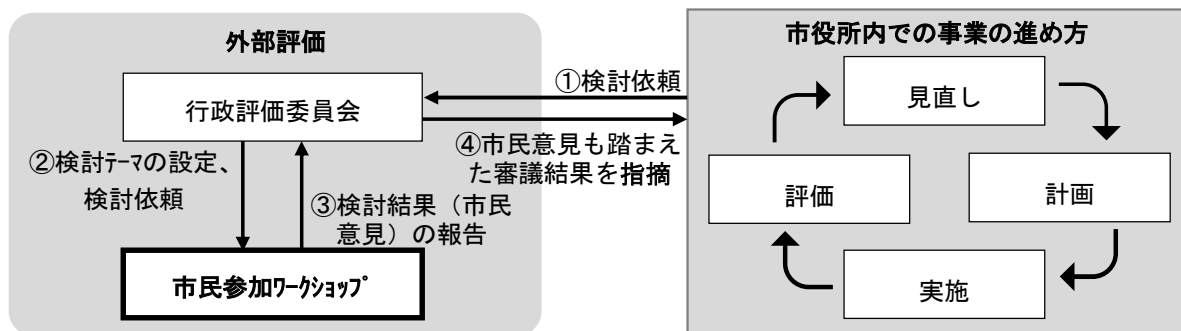 外部評価
行政評価委員会
②検討ﾃｰﾏの設定、
検討依頼
③検討結果（市民
意見）の報告
市民参加ﾜｰｸｼｮｯﾌﾟ
①検討依頼
④市民意見も踏まえ
た審議結果を指摘
市役所内での事業の進め方
見直し
評価
計画
実施